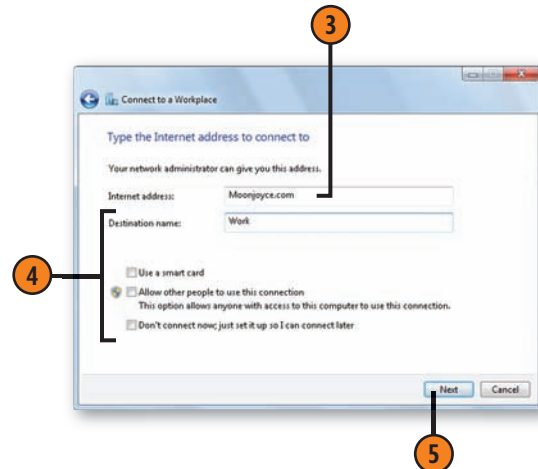 3
Connect to a Workplace
Type the Internet address to connect to
Your network administrator can give you this address.
Internet address: Moonjoyce.com
Destination name: Work
4
Use a smart card
Allow other people to use this connection
This option allows anyone with access to this computer to use this connection.
Don't connect now; just set it up so I can connect later
Next Cancel
5